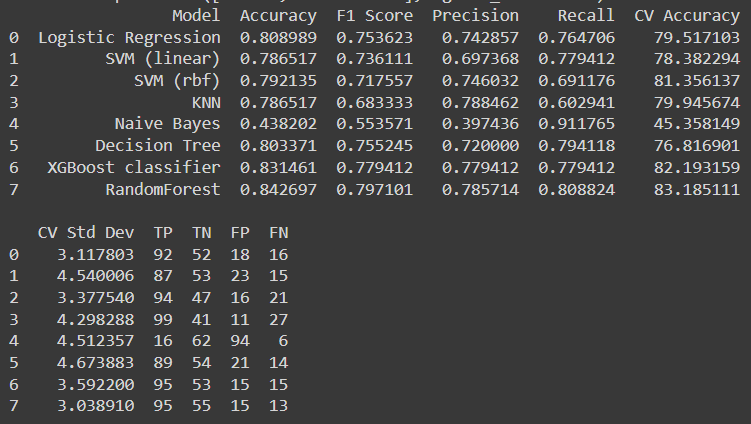 Model Accuracy F1 Score Precision Recall CV Accuracy
0 Logistic Regression 0.808989 0.753623 0.742857 0.764706 79.517103
1 SVM (linear) 0.786517 0.736111 0.697368 0.779412 78.382294
2 SVM (rbf) 0.792135 0.717557 0.746032 0.691176 81.356137
3 KNN 0.786517 0.683333 0.788462 0.602941 79.945674
4 Naive Bayes 0.438202 0.553571 0.397436 0.911765 45.358149
5 Decision Tree 0.803371 0.755245 0.720000 0.794118 76.816901
6 XGBoost classifier 0.831461 0.779412 0.779412 0.779412 82.193159
7 RandomForest 0.842697 0.797101 0.785714 0.808824 83.185111
CV Std Dev TP TN FP FN
0 3.117803 92 52 18 16
1 4.540006 87 53 23 15
2 3.377540 94 47 16 21
3 4.298288 99 41 11 27
4 4.512357 16 62 94 6
5 4.673883 89 54 21 14
6 3.592200 95 53 15 15
7 3.038910 95 55 15 13